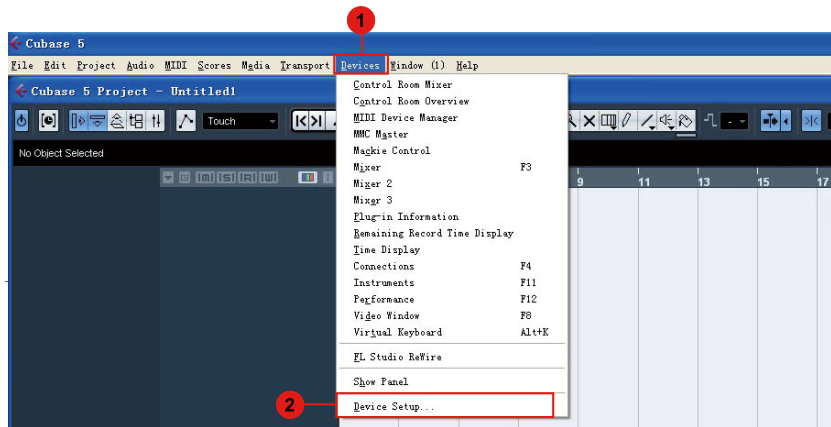 1
Cubase 5
File Edit Project Audio MIDI Scores Media Transport Devices Window (1) Help
Cubase 5 Project - Untitled1
Touch
No Object Selected
[m] [S] [R] [W]
9 11 13 15 17
Control Room Mixer
Control Room Overview
MIDI Device Manager
MMC Master
Mackie Control
Mixer F3
Mixer 2
Mixer 3
Plug-in Information
Remaining Record Time Display
Time Display
Connections F4
Instruments F11
Performance F12
Video Window F8
Virtual Keyboard Alt+K
FL Studio ReWire
Show Panel
2
Device Setup...